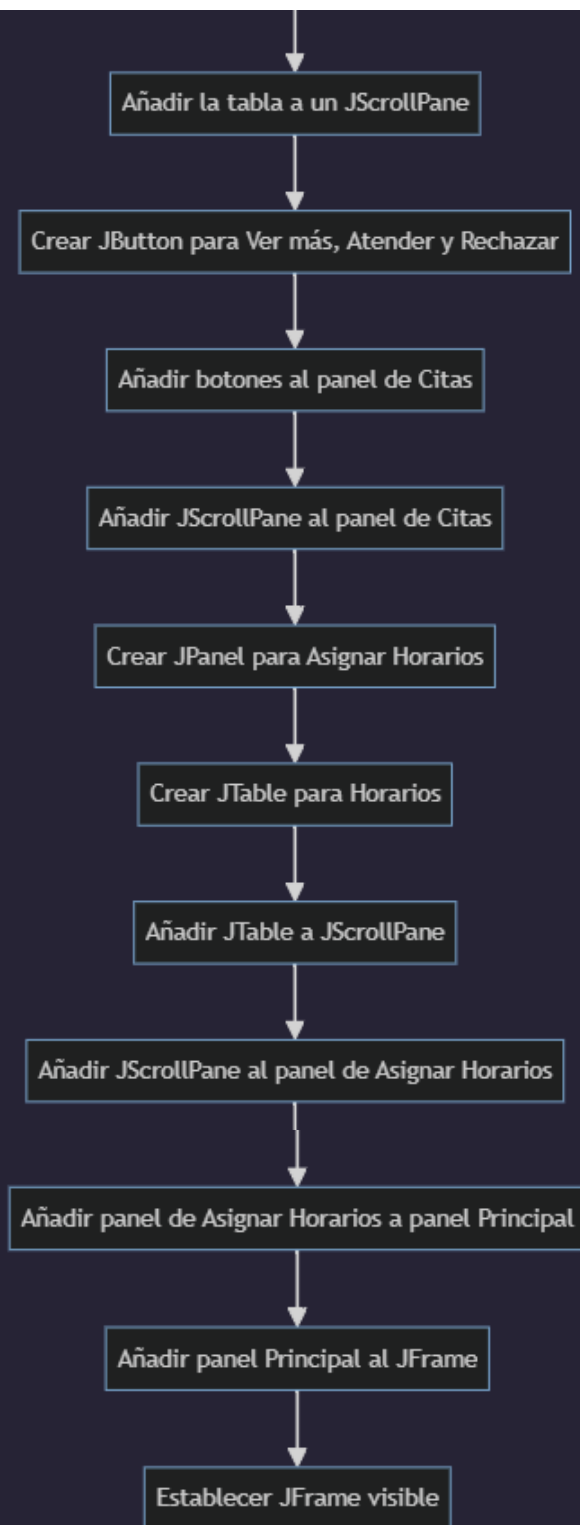 Añadir la tabla a un JScrollPane
Crear JButton para Ver más, Atender y Rechazar
Añadir botones al panel de Citas
Añadir JScrollPane al panel de Citas
Crear JPanel para Asignar Horarios
Crear JTable para Horarios
Añadir JTable a JScrollPane
Añadir JScrollPane al panel de Asignar Horarios
Añadir panel de Asignar Horarios a panel Principal
Añadir panel Principal al JFrame
Establecer JFrame visible